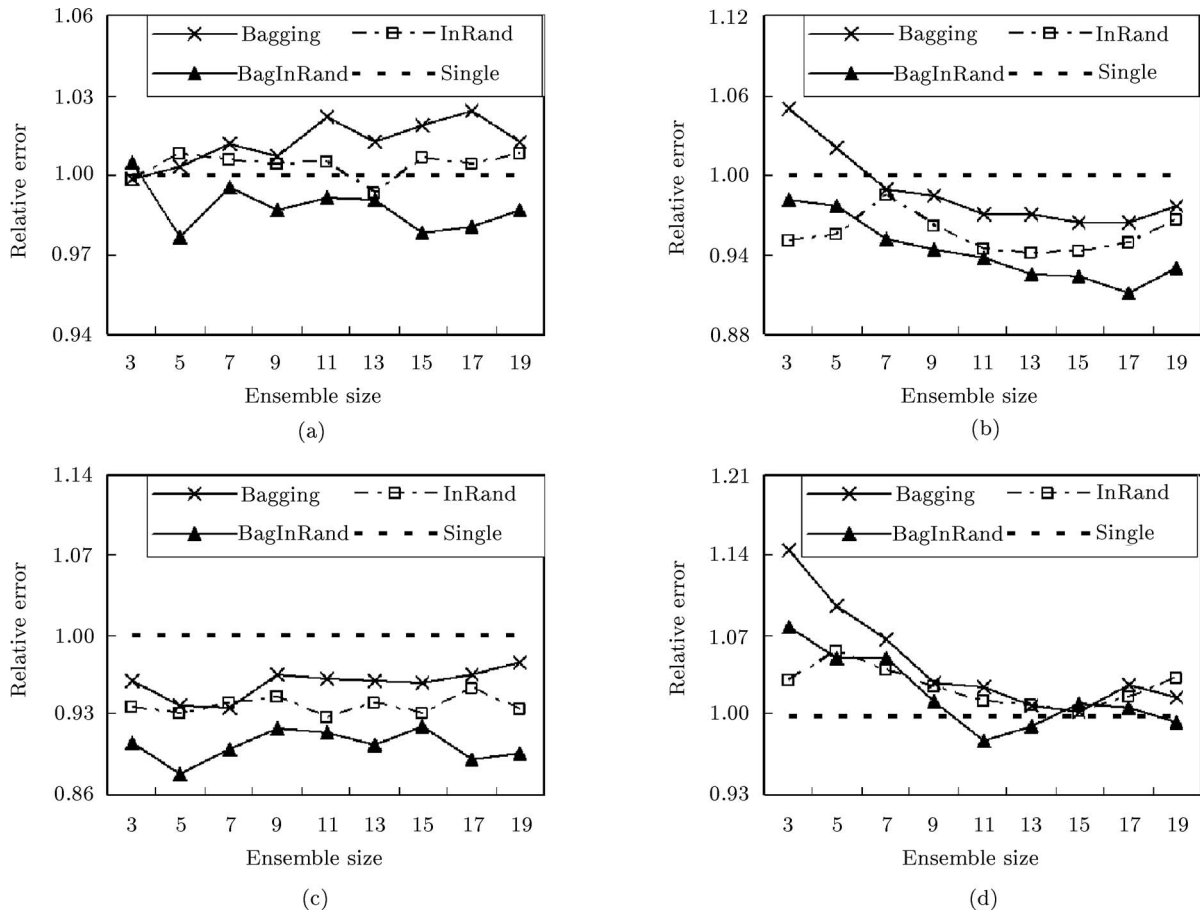 1.06
Bagging InRand
BagInRand Single
1.03
1.00
0.97
0.94
Relative error
3 5 7 9 11 13 15 17 19
Ensemble size
(a)
1.12
Bagging InRand
BagInRand Single
1.06
1.00
0.94
0.88
Relative error
3 5 7 9 11 13 15 17 19
Ensemble size
(b)
1.14
Bagging InRand
BagInRand Single
1.07
1.00
0.93
0.86
Relative error
3 5 7 9 11 13 15 17 19
Ensemble size
(c)
1.21
Bagging InRand
BagInRand Single
1.14
1.07
1.00
0.93
Relative error
3 5 7 9 11 13 15 17 19
Ensemble size
(d)